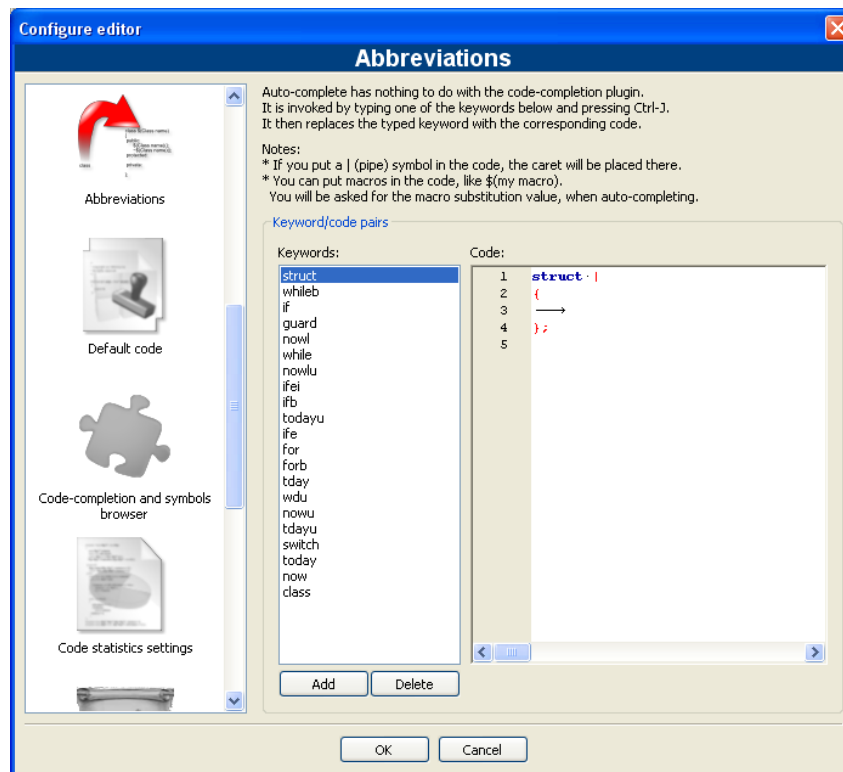 Configure editor
Abbreviations
Auto-complete has nothing to do with the code-completion plugin.
It is invoked by typing one of the keywords below and pressing Ctrl-J.
It then replaces the typed keyword with the corresponding code.
Notes:
* If you put a | (pipe) symbol in the code, the caret will be placed there.
* You can put macros in the code, like $(my macro).
You will be asked for the macro substitution value, when auto-completing.
Abbreviations
Default code
Code-completion and symbols
browser
Code statistics settings
Keyword/code pairs
Keywords:
struct
whileb
if
guard
nowl
while
nowlu
ifei
ifb
todayu
ife
for
forb
tday
wdu
nowu
tdayu
switch
today
now
class
Code:
1 struct·|
2 {
3
4 };
5
Add
Delete
OK
Cancel